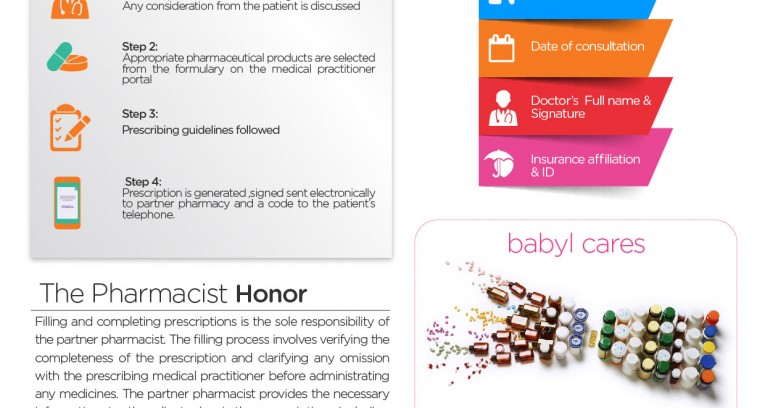 Any consideration from the patient is discussed
Step 2:
Appropriate pharmaceutical products are selected
from the formulary on the medical practitioner
portal
Step 3:
Prescribing guidelines followed
Step 4:
Prescription is generated ,signed sent electronically
to partner pharmacy and a code to the patient's
telephone.
The Pharmacist Honor
Filling and completing prescriptions is the sole responsibility of
the partner pharmacist. The filling process involves verifying the
completeness of the prescription and clarifying any omission
with the prescribing medical practitioner before administrating
any medicines. The partner pharmacist provides the necessary
Date of consultation
Doctor's Full name &
Signature
Insurance affiliation
& ID
babyl cares